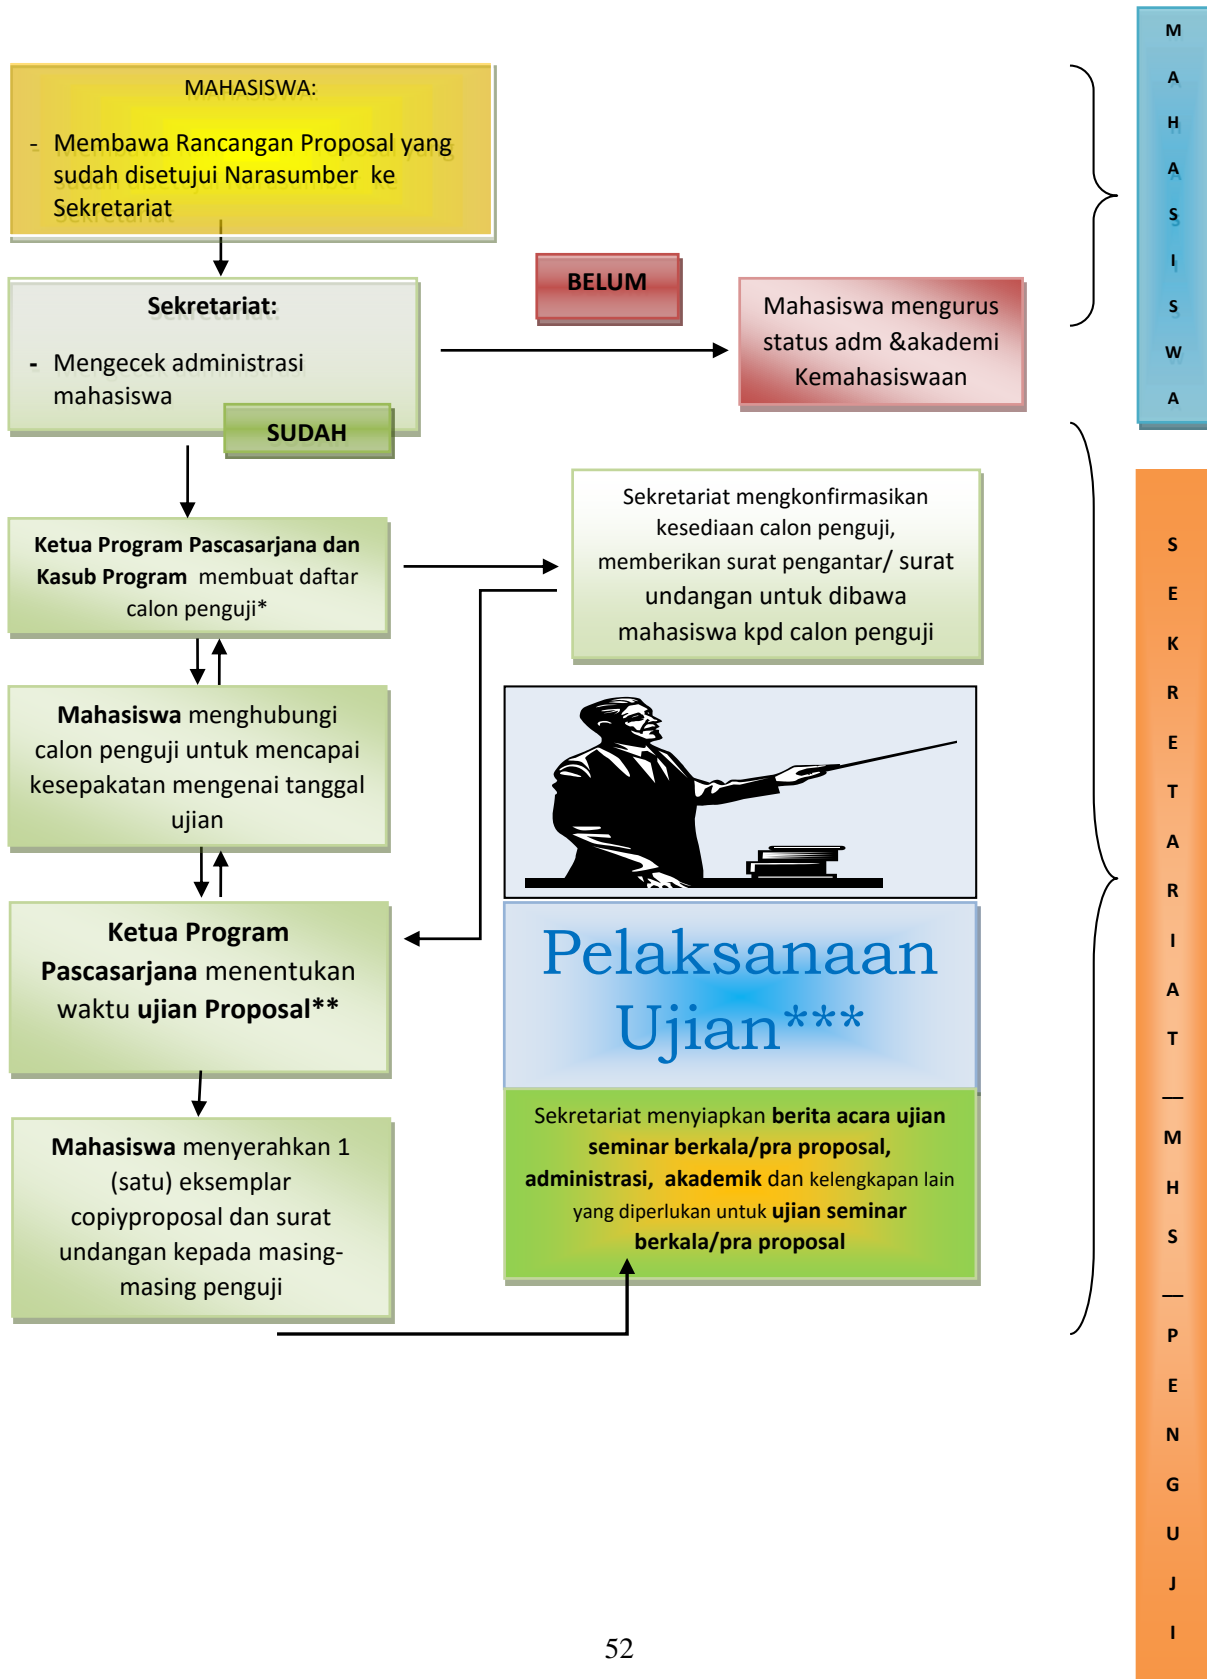 MAHASISWA:
- Membawa Rancangan Proposal yang
sudah disetujui Narasumber ke
Sekretariat
Sekretariat:
- Mengecek administrasi
mahasiswa
BELUM
Mahasiswa mengurus
status adm &akademi
Kemahasiswaan
SUDAH
Ketua Program Pascasarjana dan
Kasub Program membuat daftar
calon penguji*
Sekretariat mengkonfirmasikan
kesediaan calon penguji,
memberikan surat pengantar/ surat
undangan untuk dibawa
mahasiswa kpd calon penguji
Mahasiswa menghubungi
calon penguji untuk mencapai
kesepakatan mengenai tanggal
ujian
Ketua Program
Pascasarjana menentukan
waktu ujian Proposal**
Mahasiswa menyerahkan 1
(satu) eksemplar
copiyproposal dan surat
undangan kepada masing-
masing penguji
Pelaksanaan
Ujian***
Sekretariat menyiapkan berita acara ujian
seminar berkala/pra proposal,
administrasi, akademik dan kelengkapan lain
yang diperlukan untuk ujian seminar
berkala/pra proposal
M
A
H
A
S
I
S
W
A
S
E
K
R
E
T
A
R
I
A
T
—
M
H
S
—
P
E
N
G
U
J
I
52